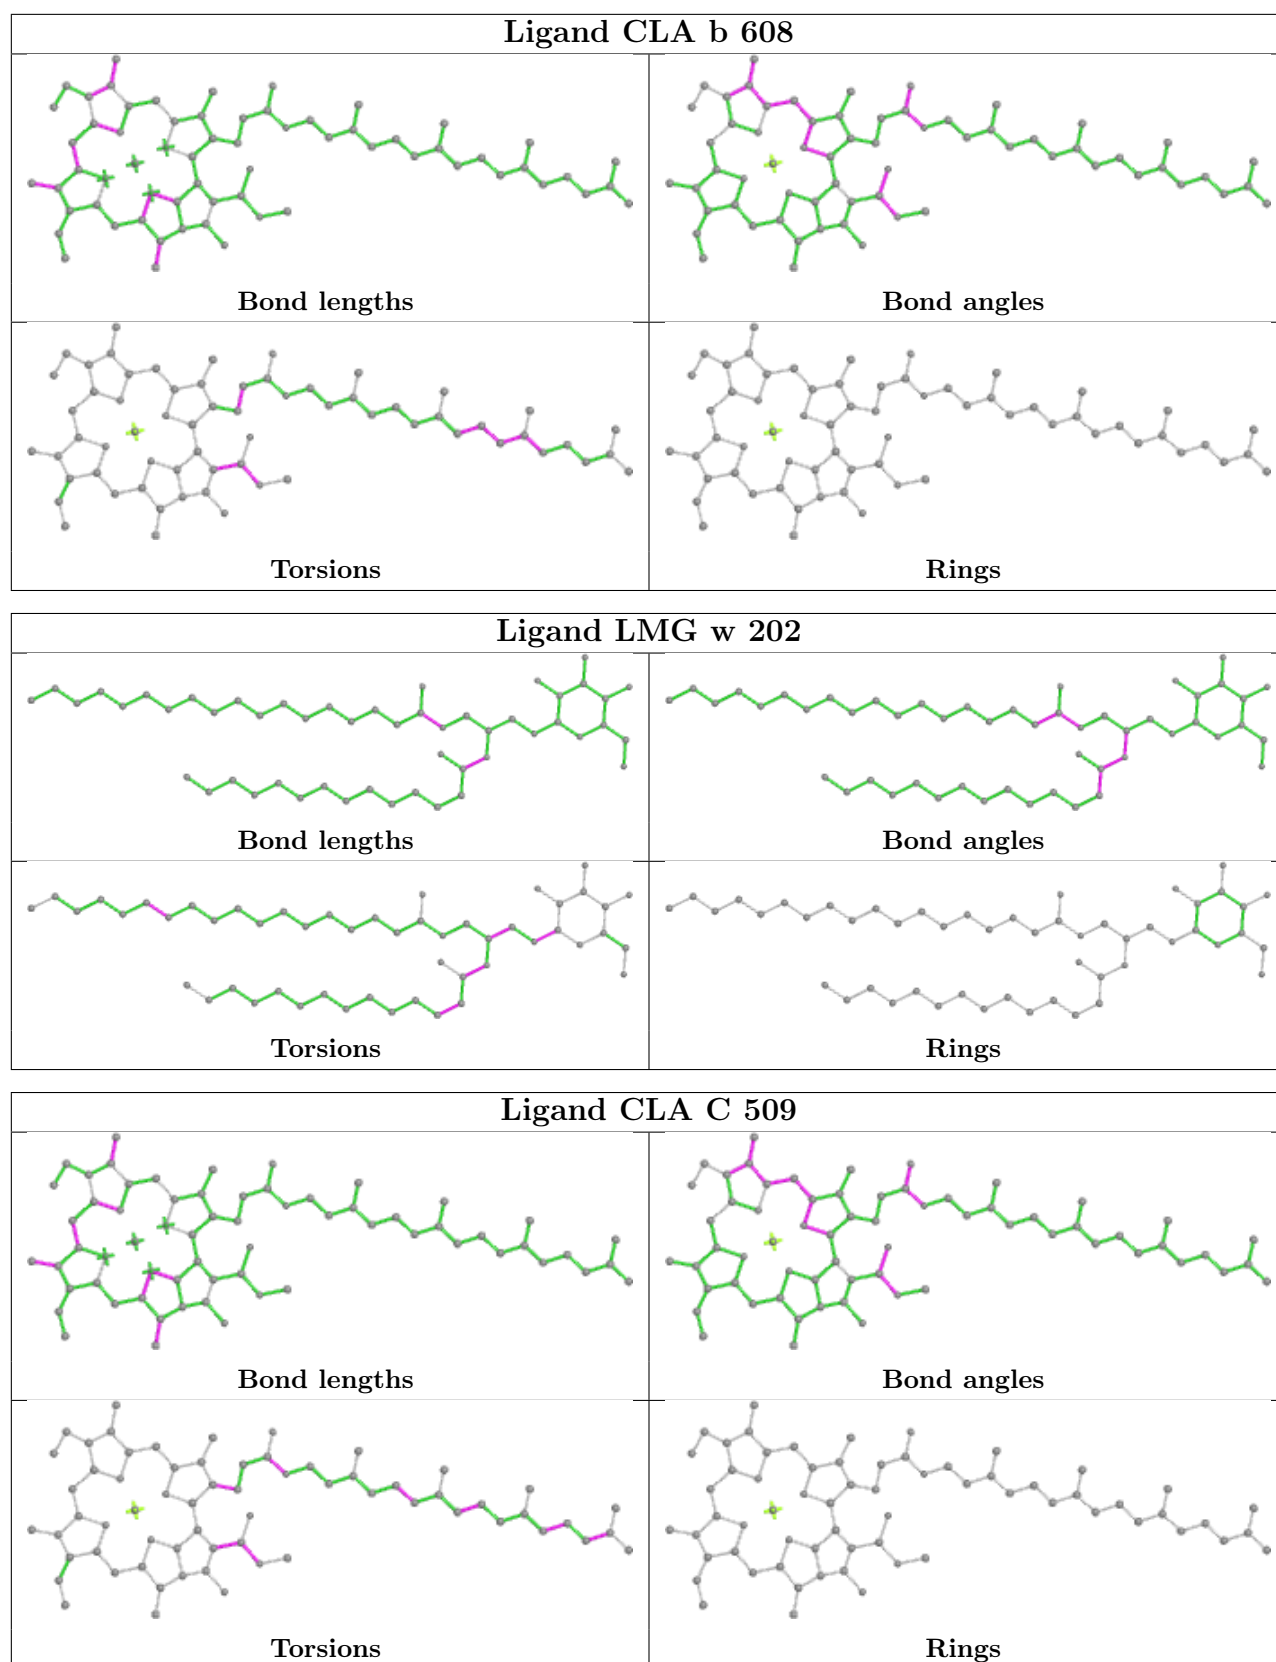 Ligand CLA b 608
Bond lengths
Bond angles
Torsions
Rings
Ligand LMG w 202
Bond lengths
Bond angles
Torsions
Rings
Ligand CLA C 509
Bond lengths
Bond angles
Torsions
Rings